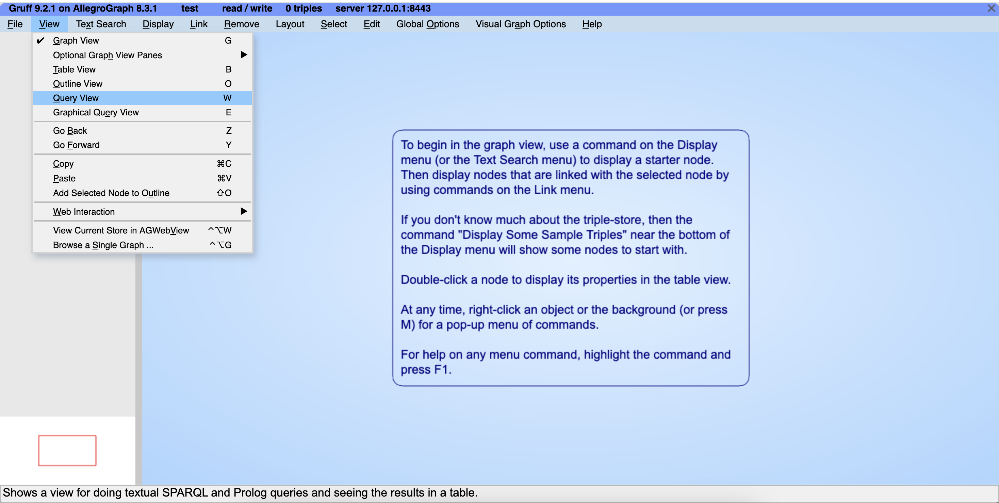 Gruff 9.2.1 on AllegroGraph 8.3.1 test read / write 0 triples server 127.0.0.1:8443
File View Text Search Display Link Remove Layout Select Edit Global Options Visual Graph Options Help
✔ Graph View G
Optional Graph View Panes ▶
Table View B
Outline View O
Query View W
Graphical Query View E
Go Back Z
Go Forward Y
Copy ⌘C
Paste ⌘V
Add Selected Node to Outline ⇧O
Web Interaction ▶
View Current Store in AGWebView ^⌥W
Browse a Single Graph ... ^⌥G
To begin in the graph view, use a command on the Display
menu (or the Text Search menu) to display a starter node.
Then display nodes that are linked with the selected node by
using commands on the Link menu.
If you don't know much about the triple-store, then the
command "Display Some Sample Triples" near the bottom of
the Display menu will show some nodes to start with.
Double-click a node to display its properties in the table view.
At any time, right-click an object or the background (or press
M) for a pop-up menu of commands.
For help on any menu command, highlight the command and
press F1.
Shows a view for doing textual SPARQL and Prolog queries and seeing the results in a table.